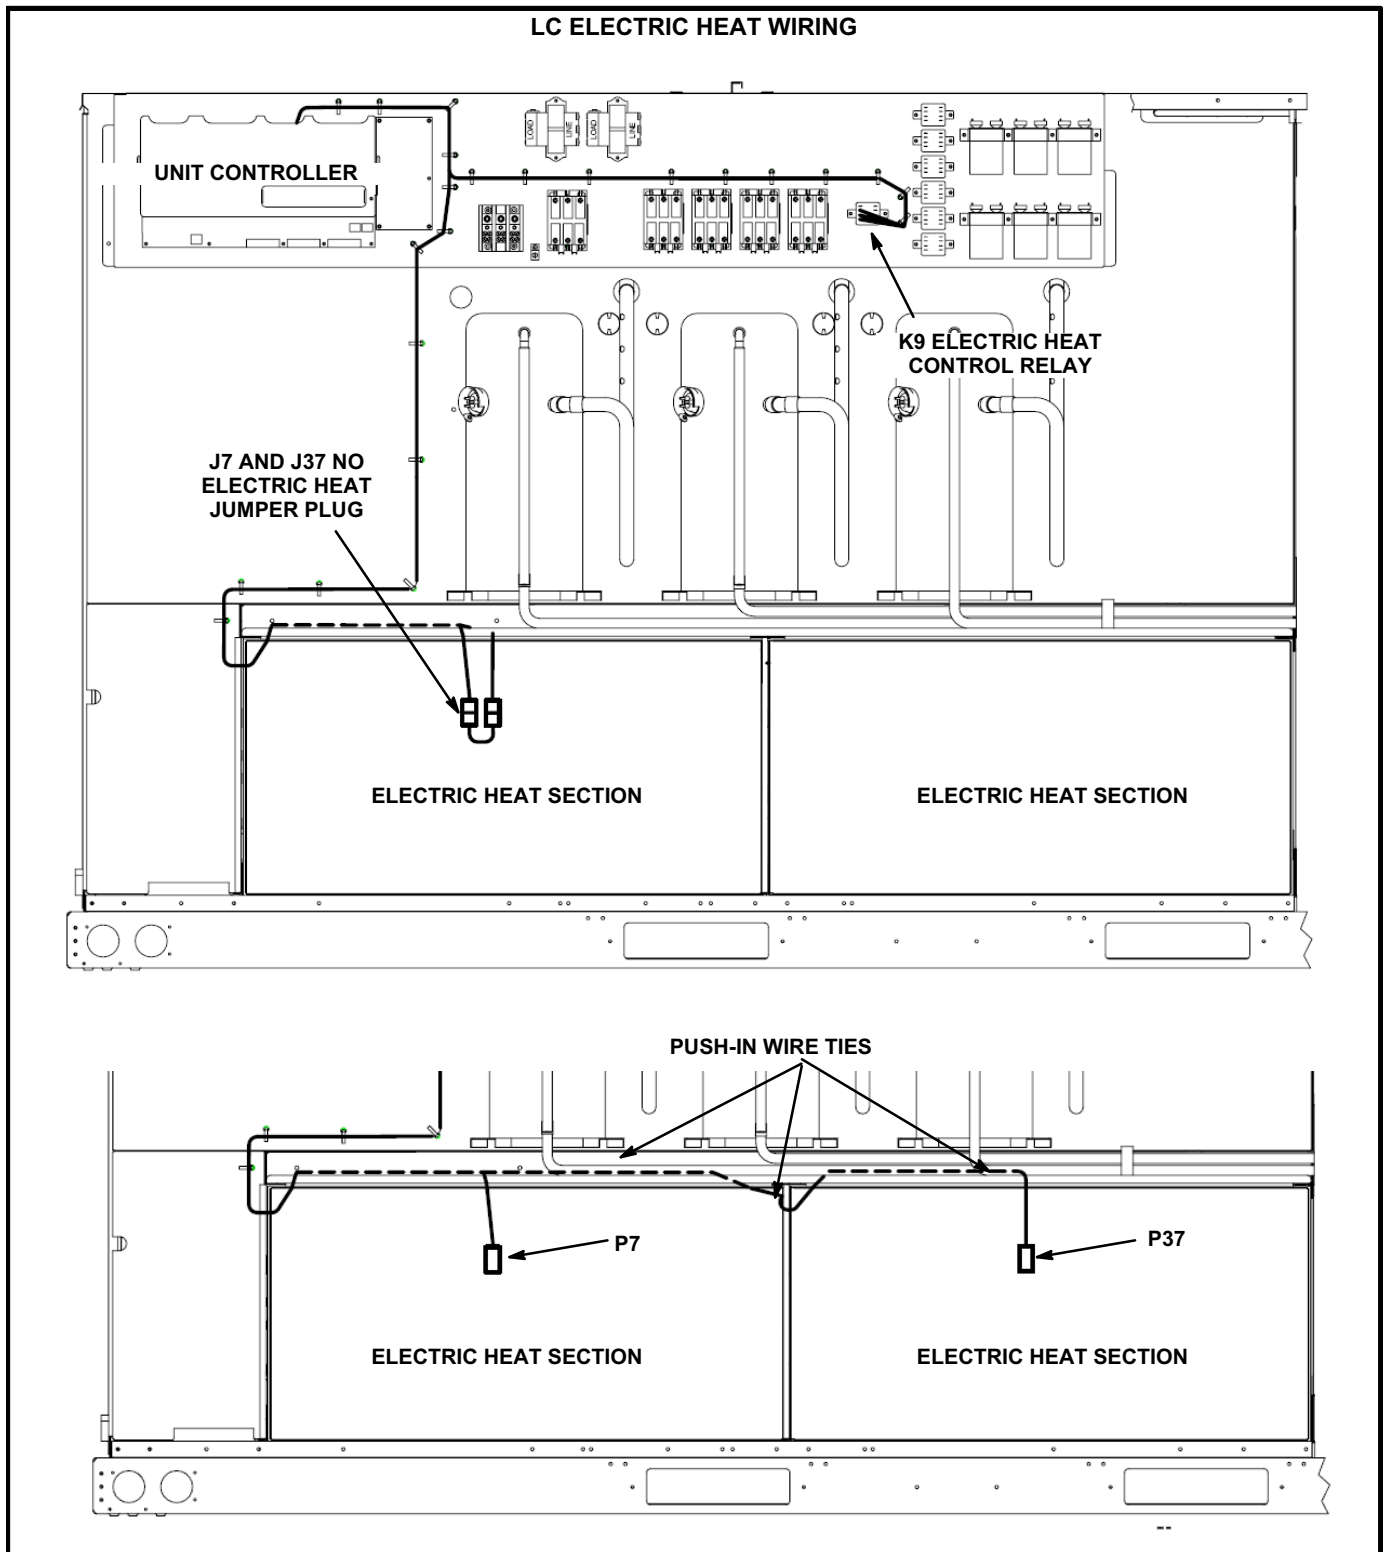 LC ELECTRIC HEAT WIRING
LOAD
LINE
LOAD
LINE
UNIT CONTROLLER
K9 ELECTRIC HEAT
CONTROL RELAY
J7 AND J37 NO
ELECTRIC HEAT
JUMPER PLUG
ELECTRIC HEAT SECTION
ELECTRIC HEAT SECTION
PUSH-IN WIRE TIES
P7
P37
ELECTRIC HEAT SECTION
ELECTRIC HEAT SECTION